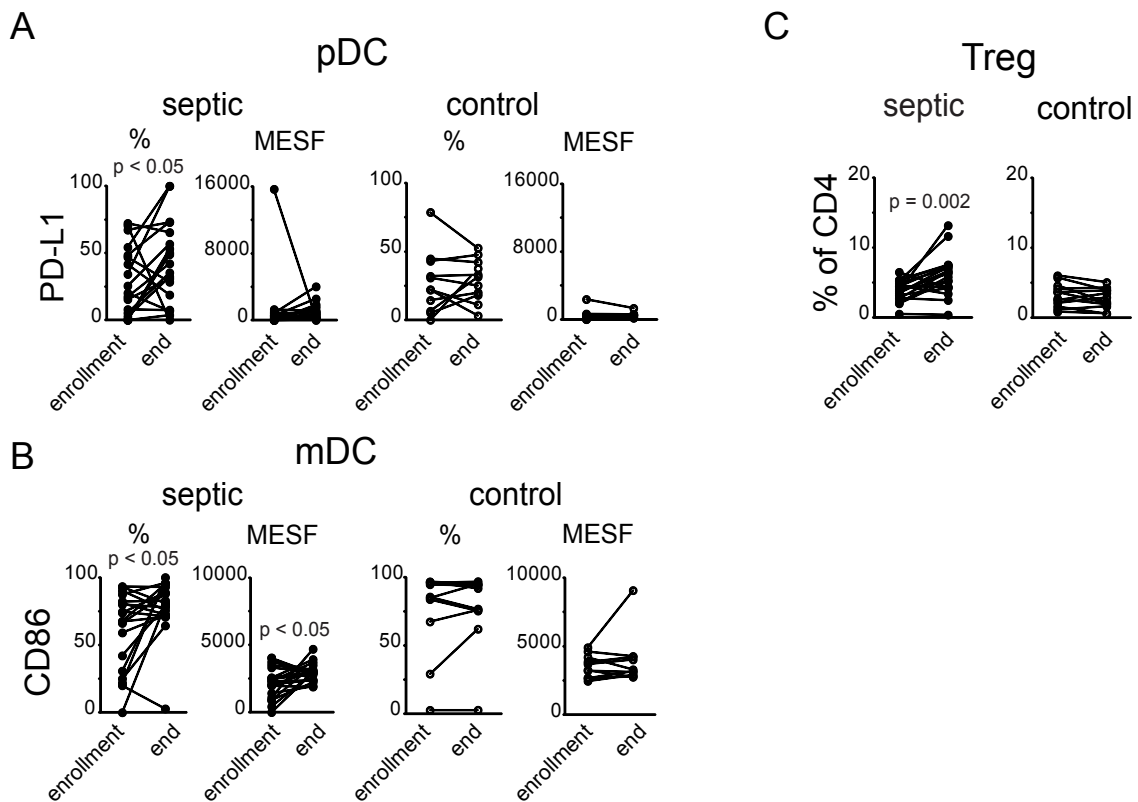 A
pDC
septic
control
%
MESF
%
MESF
p < 0.05
PD-L1
100
50
0
16000
8000
0
100
50
0
16000
8000
0
enrollment
end
enrollment
end
enrollment
end
enrollment
end
B
mDC
septic
control
%
MESF
%
MESF
p < 0.05
p < 0.05
CD86
100
50
0
10000
5000
0
100
50
0
10000
5000
0
enrollment
end
enrollment
end
enrollment
end
enrollment
end
C
Treg
septic
control
% of CD4
p = 0.002
20
10
0
20
10
0
enrollment
end
enrollment
end